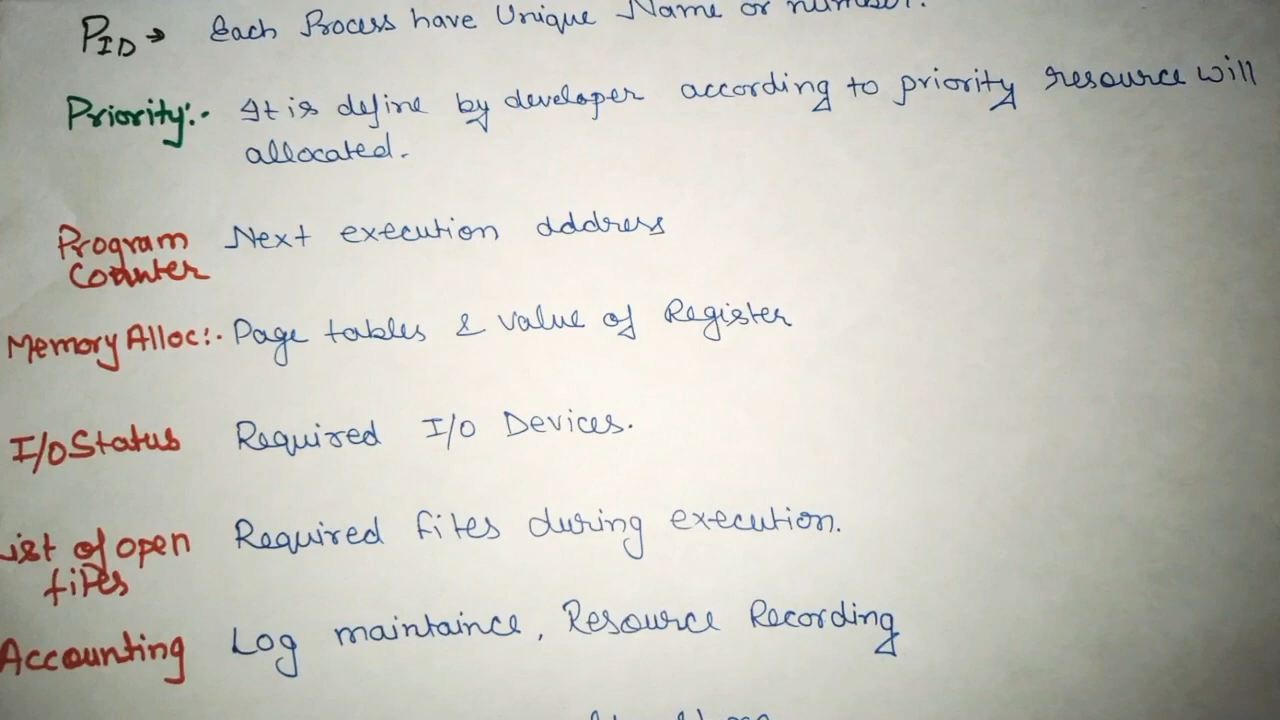 PID → Each Process have Unique Name or number.
Priority:- It is define by developer according to priority resource will
allocated.
Program Next execution address
Counter
Memory Alloc:- Page tables & value of Register
I/O Status Required I/O Devices.
List of open Required files during execution.
files
Accounting Log maintaince, Resource Recording